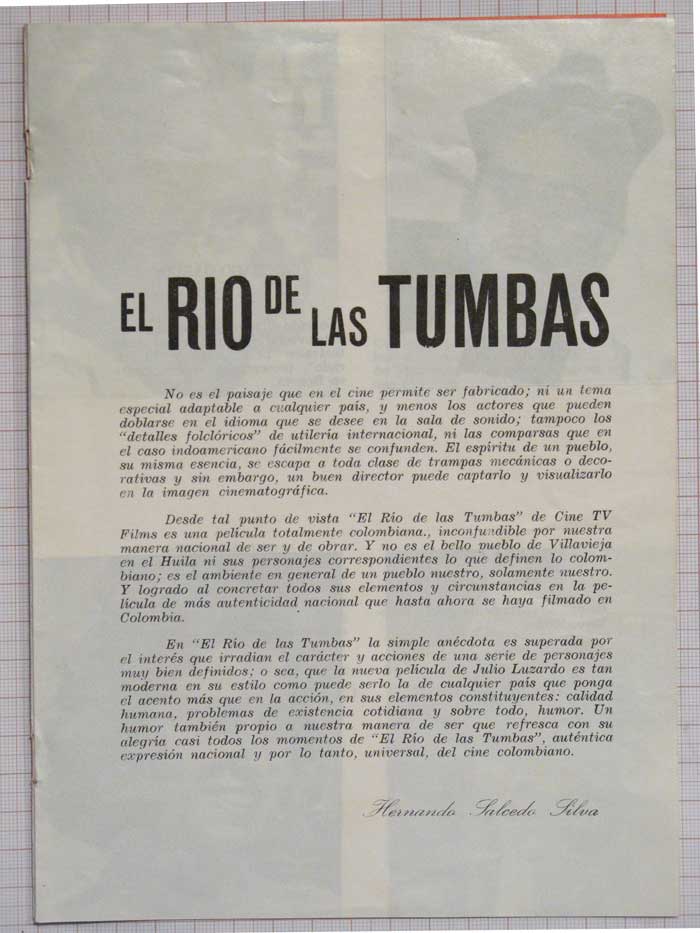 EL RIO DE LAS TUMBAS
No es el paisaje que en el cine permite ser fabricado; ni un tema
especial adaptable a cualquier país, y menos los actores que pueden
doblarse en el idioma que se desee en la sala de sonido; tampoco los
"detalles folclóricos" de utilería internacional, ni las comparsas que en
el caso indoamericano fácilmente se confunden. El espíritu de un pueblo,
su misma esencia, se escapa a toda clase de trampas mecánicas o deco-
rativas y sin embargo, un buen director puede captarlo y visualizarlo
en la imagen cinematográfica.
Desde tal punto de vista "El Río de las Tumbas" de Cine TV
Films es una película totalmente colombiana., inconfundible por nuestra
manera nacional de ser y de obrar. Y no es el bello pueblo de Villavieja
en el Huila ni sus personajes correspondientes lo que definen lo colom-
biano; es el ambiente en general de un pueblo nuestro, solamente nuestro.
Y logrado al concretar todos sus elementos y circunstancias en la pe-
lícula de más autenticidad nacional que hasta ahora se haya filmado en
Colombia.
En "El Río de las Tumbas" la simple anécdota es superada por
el interés que irradian el carácter y acciones de una serie de personajes
muy bien definidos; o sea, que la nueva película de Julio Luzardo es tan
moderna en su estilo como puede serlo la de cualquier país que ponga
el acento más que en la acción, en sus elementos constituyentes: calidad
humana, problemas de existencia cotidiana y sobre todo, humor. Un
humor también propio a nuestra manera de ser que refresca con su
alegría casi todos los momentos de "El Río de las Tumbas", auténtica
expresión nacional y por lo tanto, universal, del cine colombiano.
Hernando Salcedo Silva